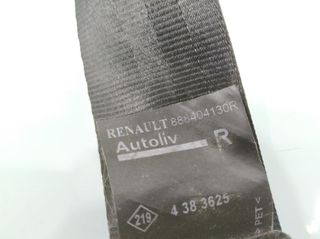 RENAULT 888404130R
Autoliv R
219 4 38 3625
> PET <